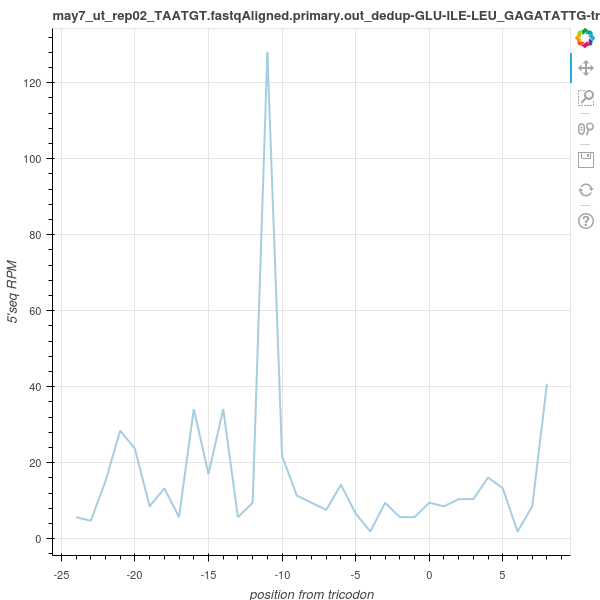 may7_ut_rep02_TAATGT.fastqAligned.primary.out_dedup-GLU-ILE-LEU_GAGATATTG-tr
120
100
80
60
40
20
0
5'seq RPM
-25 -20 -15 -10 -5 0 5
position from tricodon